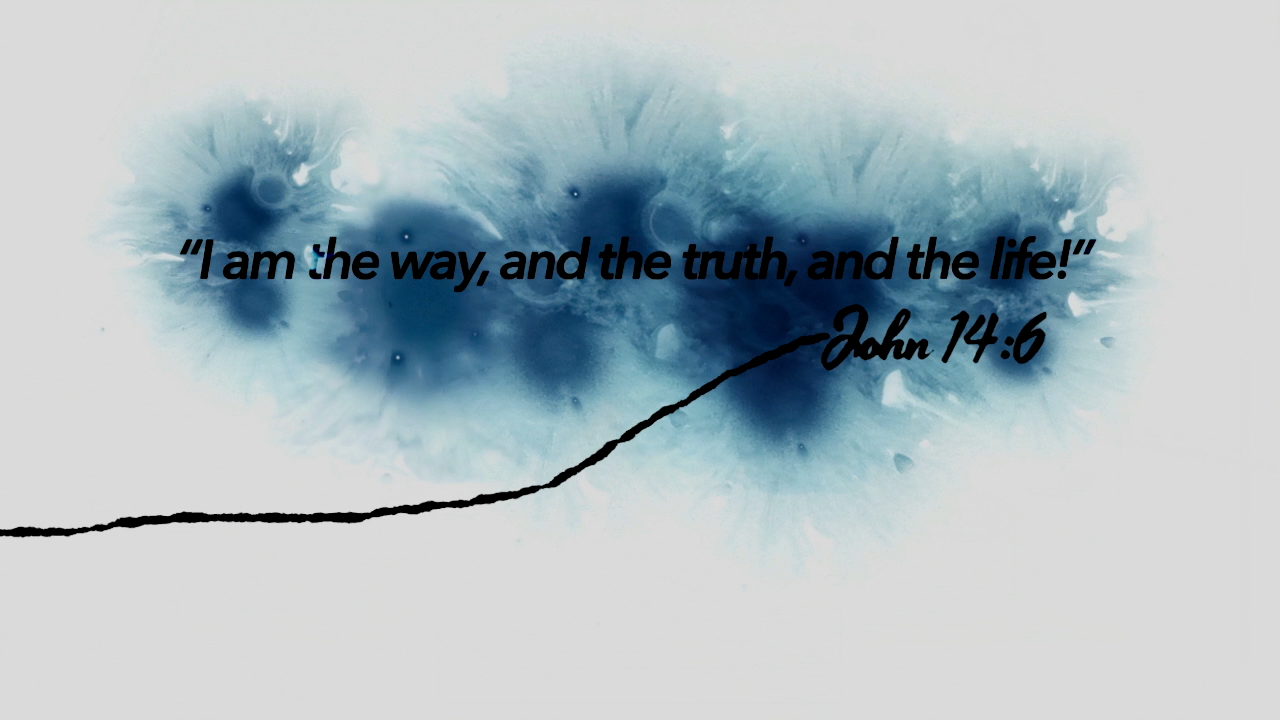 “I am the way, and the truth, and the life!”
John 14:6